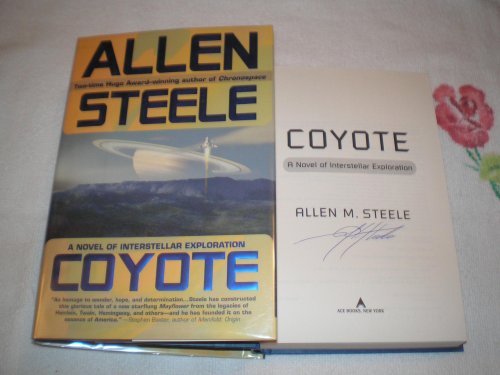 ALLEN
Two-time Hugo Award-winning author of Chronospace
STEELE
A NOVEL OF INTERSTELLAR EXPLORATION
COYOTE
"An homage to wonder, hope, and determination...Steele has constructed
this glorious tale of a new starflung Mayflower from the legacies of
Heinlein, Twain, Hemingway, and others—and he has founded it on the
essence of America." —Stephen Baxter, author of Manifold: Origin
COYOTE
A Novel of Interstellar Exploration
ALLEN M. STEELE
ACE BOOKS, NEW YORK